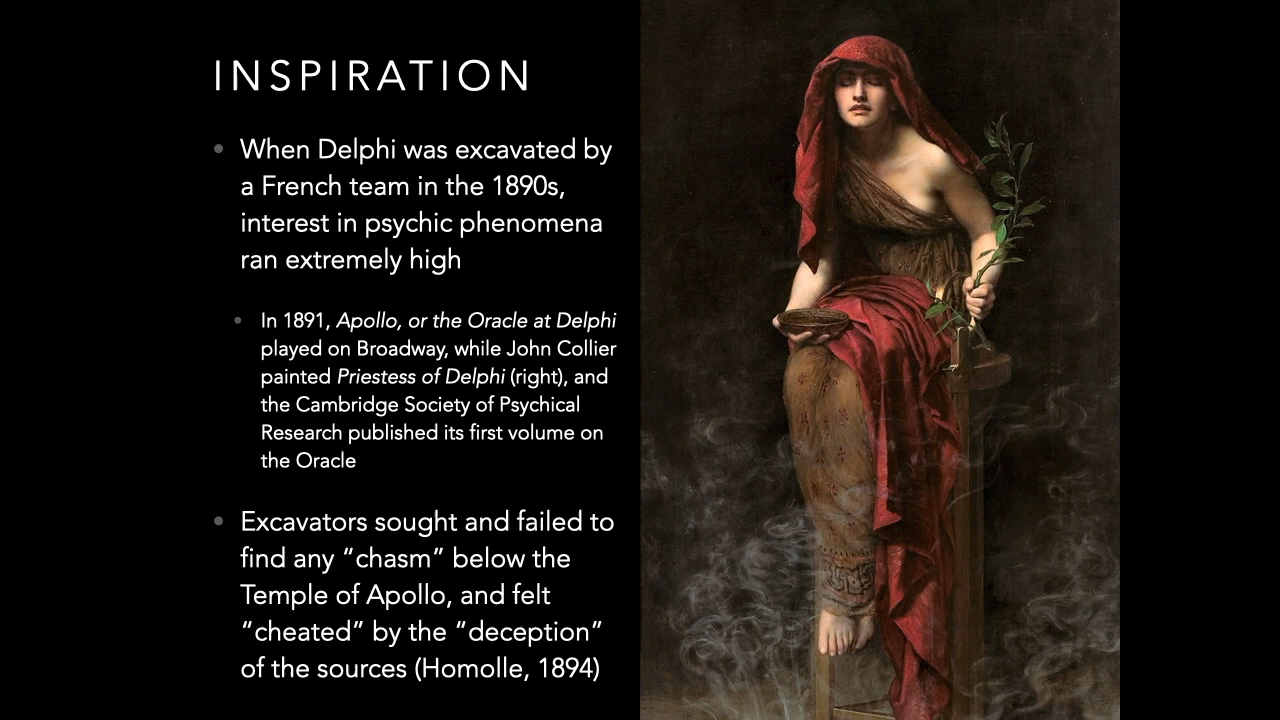 INSPIRATION
• When Delphi was excavated by
a French team in the 1890s,
interest in psychic phenomena
ran extremely high
• In 1891, Apollo, or the Oracle at Delphi
played on Broadway, while John Collier
painted Priestess of Delphi (right), and
the Cambridge Society of Psychical
Research published its first volume on
the Oracle
• Excavators sought and failed to
find any “chasm” below the
Temple of Apollo, and felt
“cheated” by the “deception”
of the sources (Homolle, 1894)